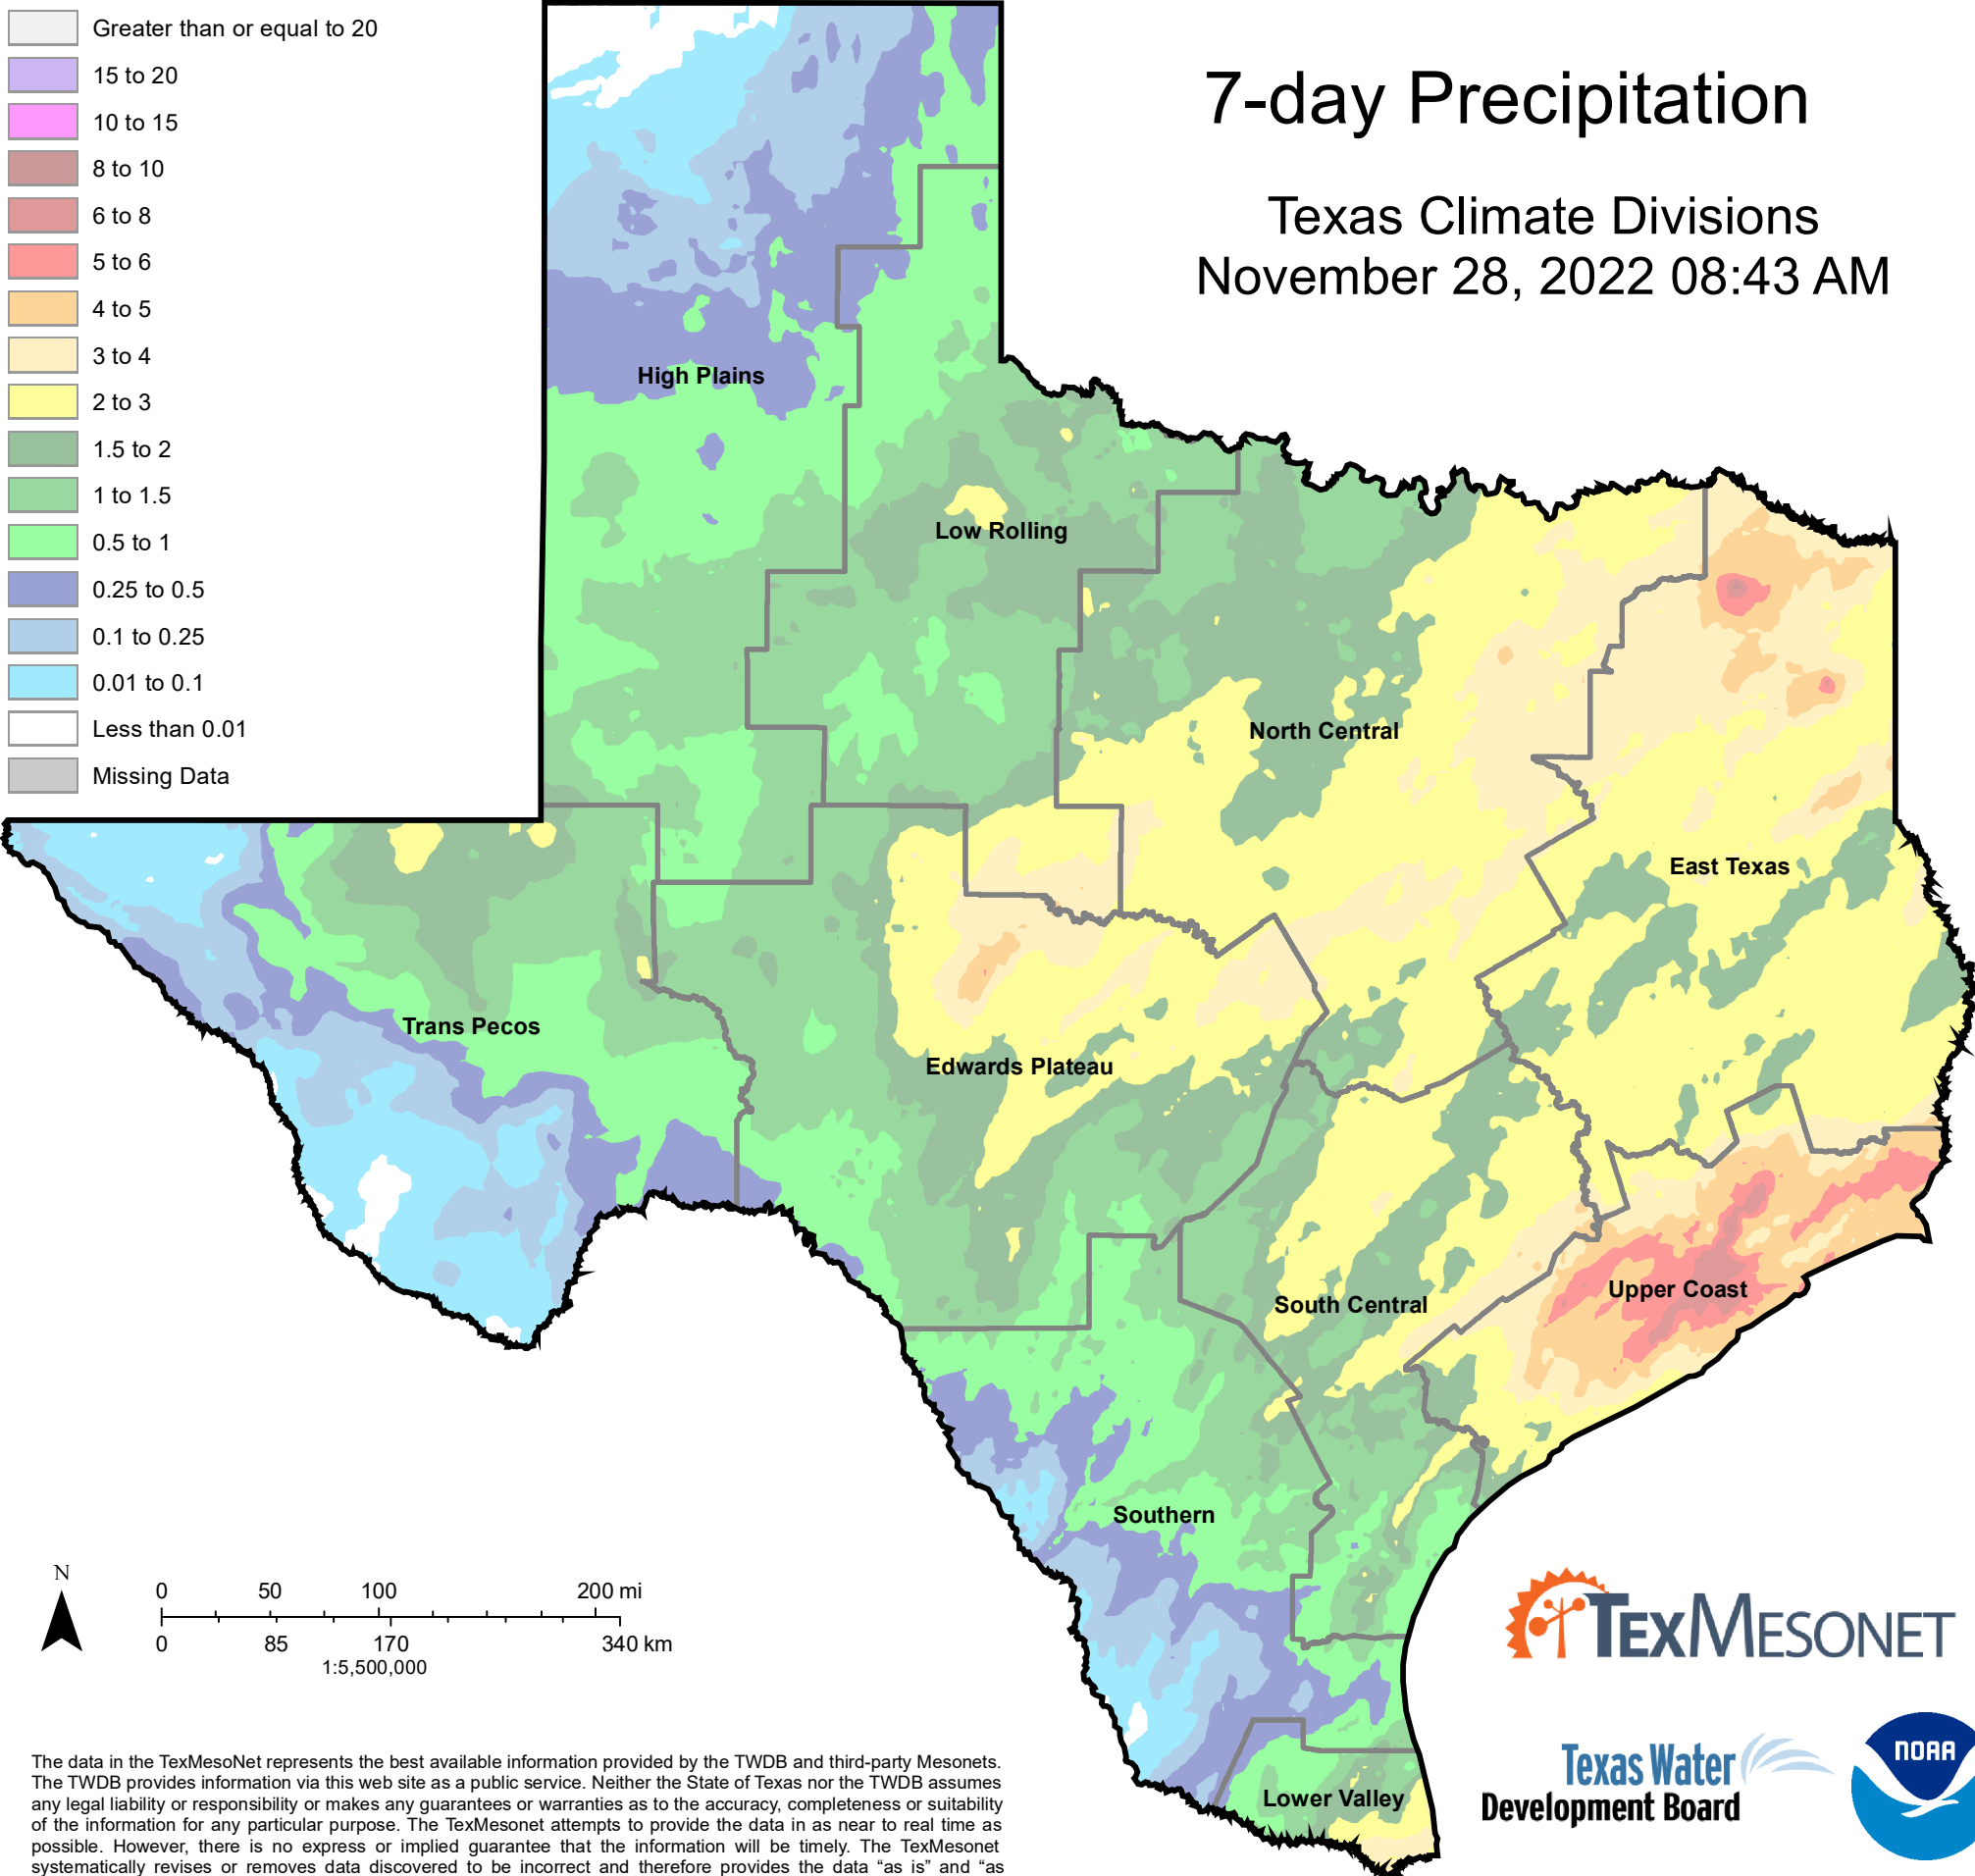 7-day Precipitation
Texas Climate Divisions
November 28, 2022 08:43 AM
Greater than or equal to 20
15 to 20
10 to 15
8 to 10
6 to 8
5 to 6
4 to 5
3 to 4
2 to 3
1.5 to 2
1 to 1.5
0.5 to 1
0.25 to 0.5
0.1 to 0.25
0.01 to 0.1
Less than 0.01
Missing Data
High Plains
Low Rolling
North Central
East Texas
Trans Pecos
Edwards Plateau
Upper Coast
South Central
Southern
Lower Valley
N
0 50 100 200 mi
0 85 170 340 km
1:5,500,000
TEXMESONET
NOAA
Texas Water
Development Board
The data in the TexMesoNet represents the best available information provided by the TWDB and third-party Mesonets.
The TWDB provides information via this web site as a public service. Neither the State of Texas nor the TWDB assumes
any legal liability or responsibility or makes any guarantees or warranties as to the accuracy, completeness or suitability
of the information for any particular purpose. The TexMesonet attempts to provide the data in as near to real time as
possible. However, there is no express or implied guarantee that the information will be timely. The TexMesonet
systematically revises or removes data discovered to be incorrect and therefore provides the data “as is” and “as